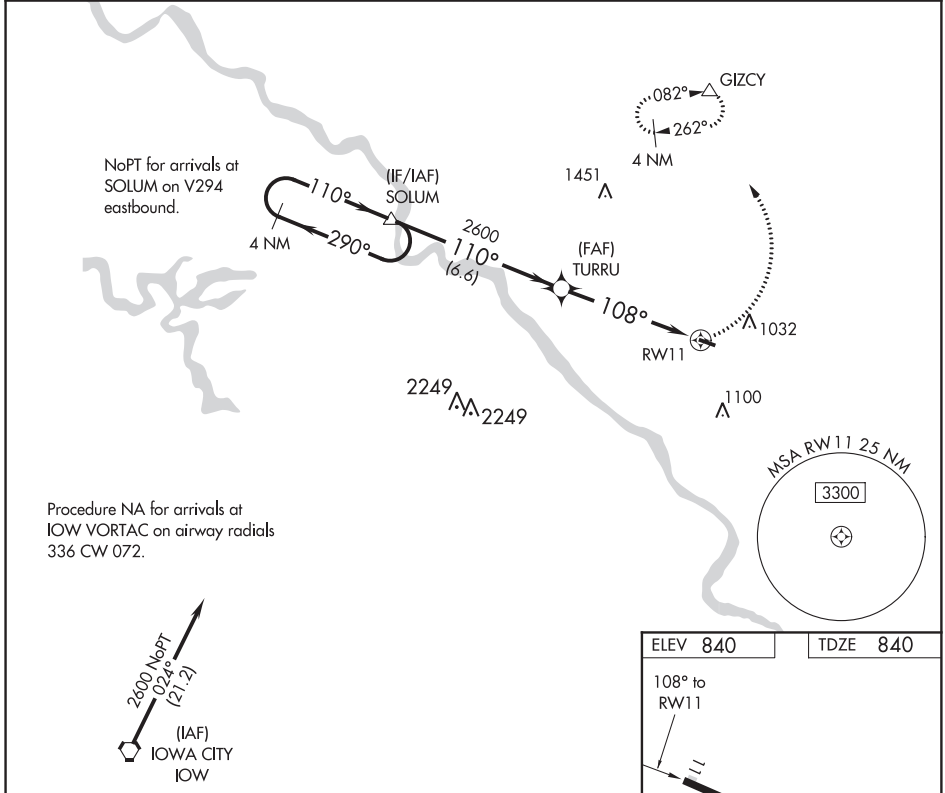 GIZCY
082°
262°
4 NM
NoPT for arrivals at
SOLUM on V294
eastbound.
(IF/IAF)
SOLUM
1451
110°
290°
4 NM
2600
110°
(6.6)
(FAF)
TURRU
108°
RW11
1032
2249
2249
1100
MSA RW11 25 NM
3300
Procedure NA for arrivals at
IOW VORTAC on airway radials
336 CW 072.
2600 NoPT
024°
(21.2)
(IAF)
IOWA CITY
IOW
ELEV 840
TDZE 840
108° to
RW11
11